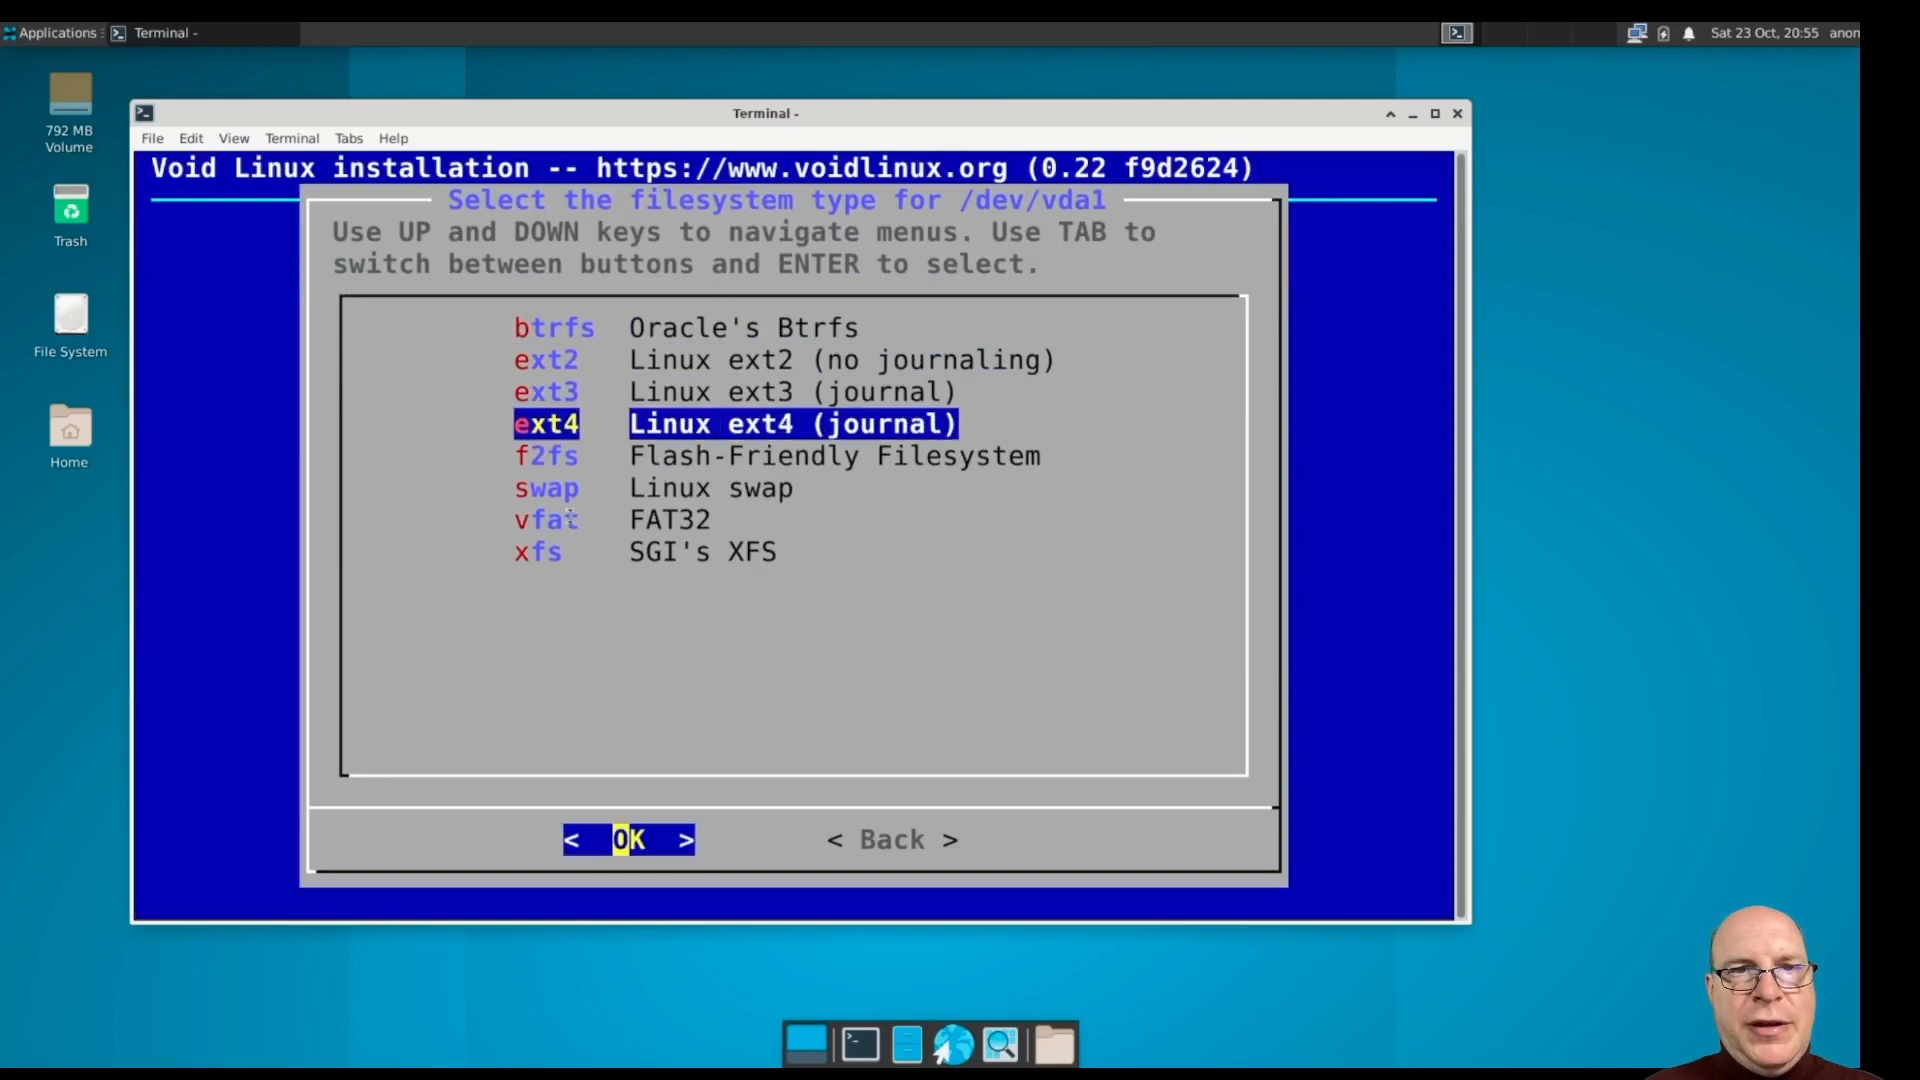 Applications
Terminal -
Sat 23 Oct, 20:55
anon
792 MB
Volume
Trash
File System
Home
Terminal -
File Edit View Terminal Tabs Help
Void Linux installation -- https://www.voidlinux.org (0.22 f9d2624)
Select the filesystem type for /dev/vda1
Use UP and DOWN keys to navigate menus. Use TAB to
switch between buttons and ENTER to select.
btrfs Oracle's Btrfs
ext2 Linux ext2 (no journaling)
ext3 Linux ext3 (journal)
ext4 Linux ext4 (journal)
f2fs Flash-Friendly Filesystem
swap Linux swap
vfat FAT32
xfs SGI's XFS
< OK > < Back >